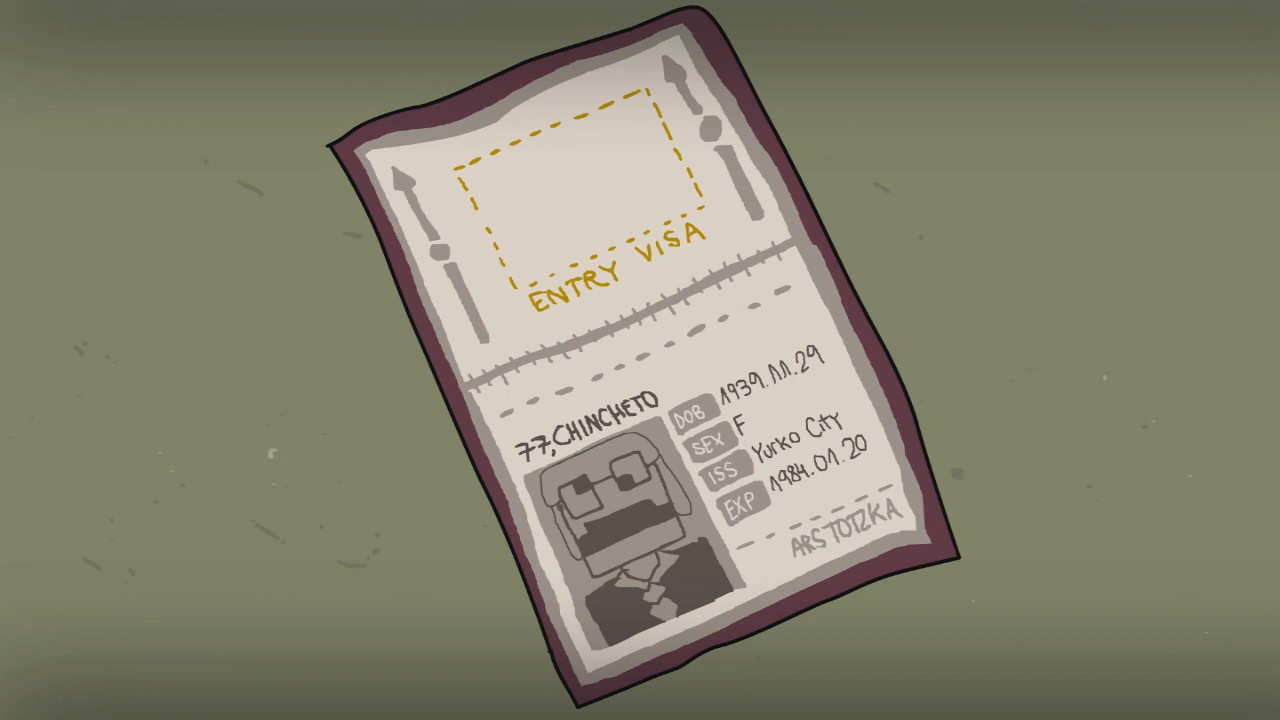 ENTRY VISA
77,CHINCHETO
DOB 1939.11.29
SEX F
ISS Yurko City
EXP 1984.01.20
ARSTOTZKA